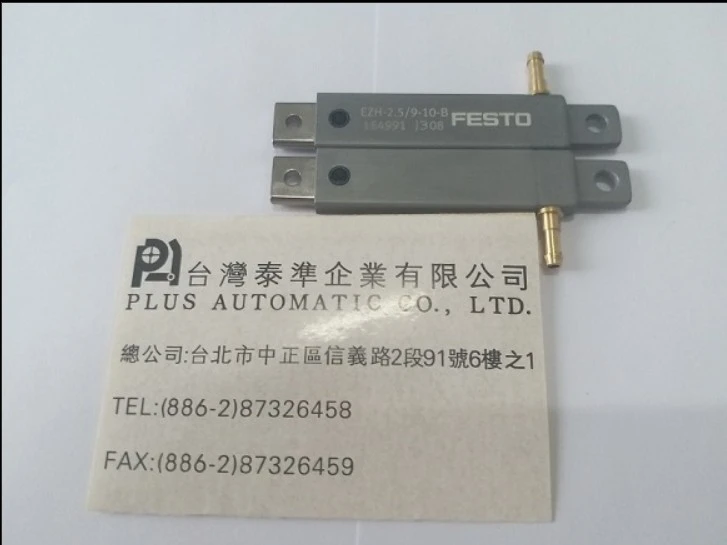 EZH-2.5/9-10-B
164991 J308 FESTO
台灣泰準企業有限公司
PLUS AUTOMATIC CO., LTD.
總公司:台北市中正區信義路2段91號6樓之1
TEL:(886-2)87326458
FAX:(886-2)87326459